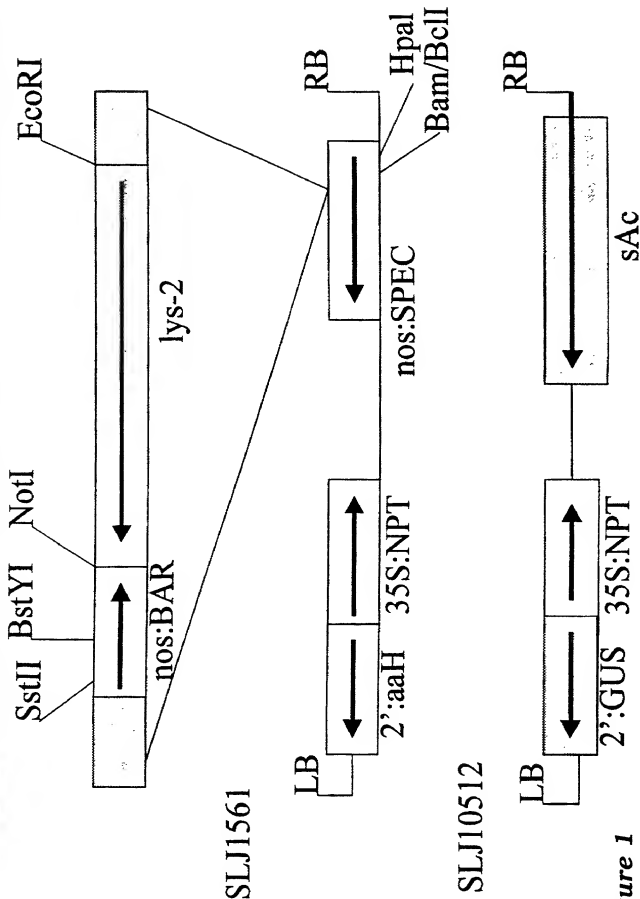 SstII BstYI NotI EcoRI
nos:BAR lys-2
SLJ1561
LB RB
2':aaH 35S:NPT nos:SPEC HpaI
Bam/BclI
SLJ10512
LB RB
2':GUS 35S:NPT sAc
ure 1